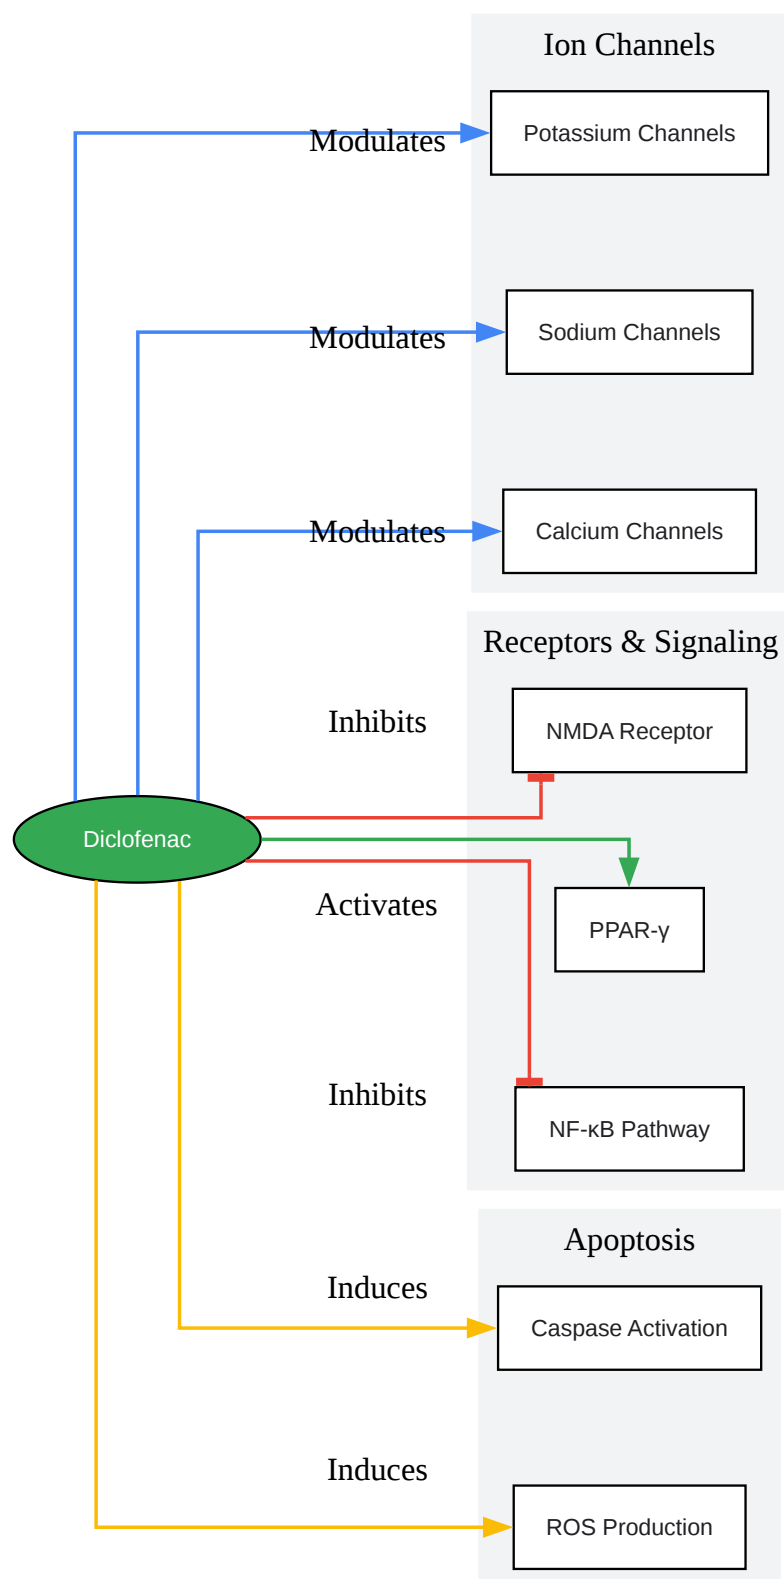 Ion Channels
Modulates
Potassium Channels
Modulates
Sodium Channels
Modulates
Calcium Channels
Receptors & Signaling
Inhibits
NMDA Receptor
Diclofenac
Activates
PPAR-γ
Inhibits
NF-κB Pathway
Apoptosis
Induces
Caspase Activation
Induces
ROS Production